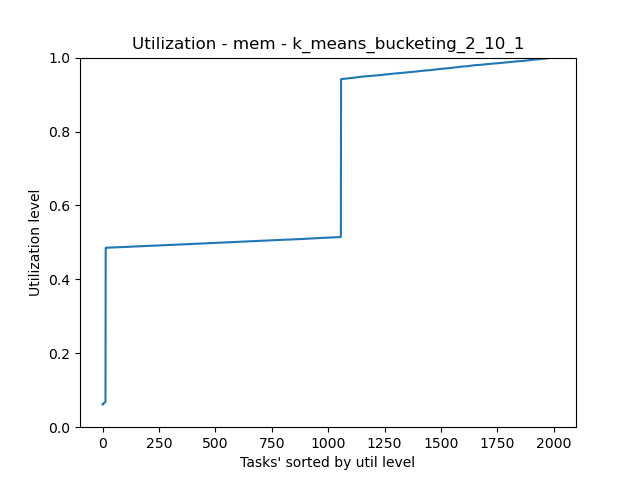 Utilization - mem - k_means_bucketing_2_10_1
1.0
0.8
0.6
0.4
0.2
0.0
Utilization level
0 250 500 750 1000 1250 1500 1750 2000
Tasks' sorted by util level